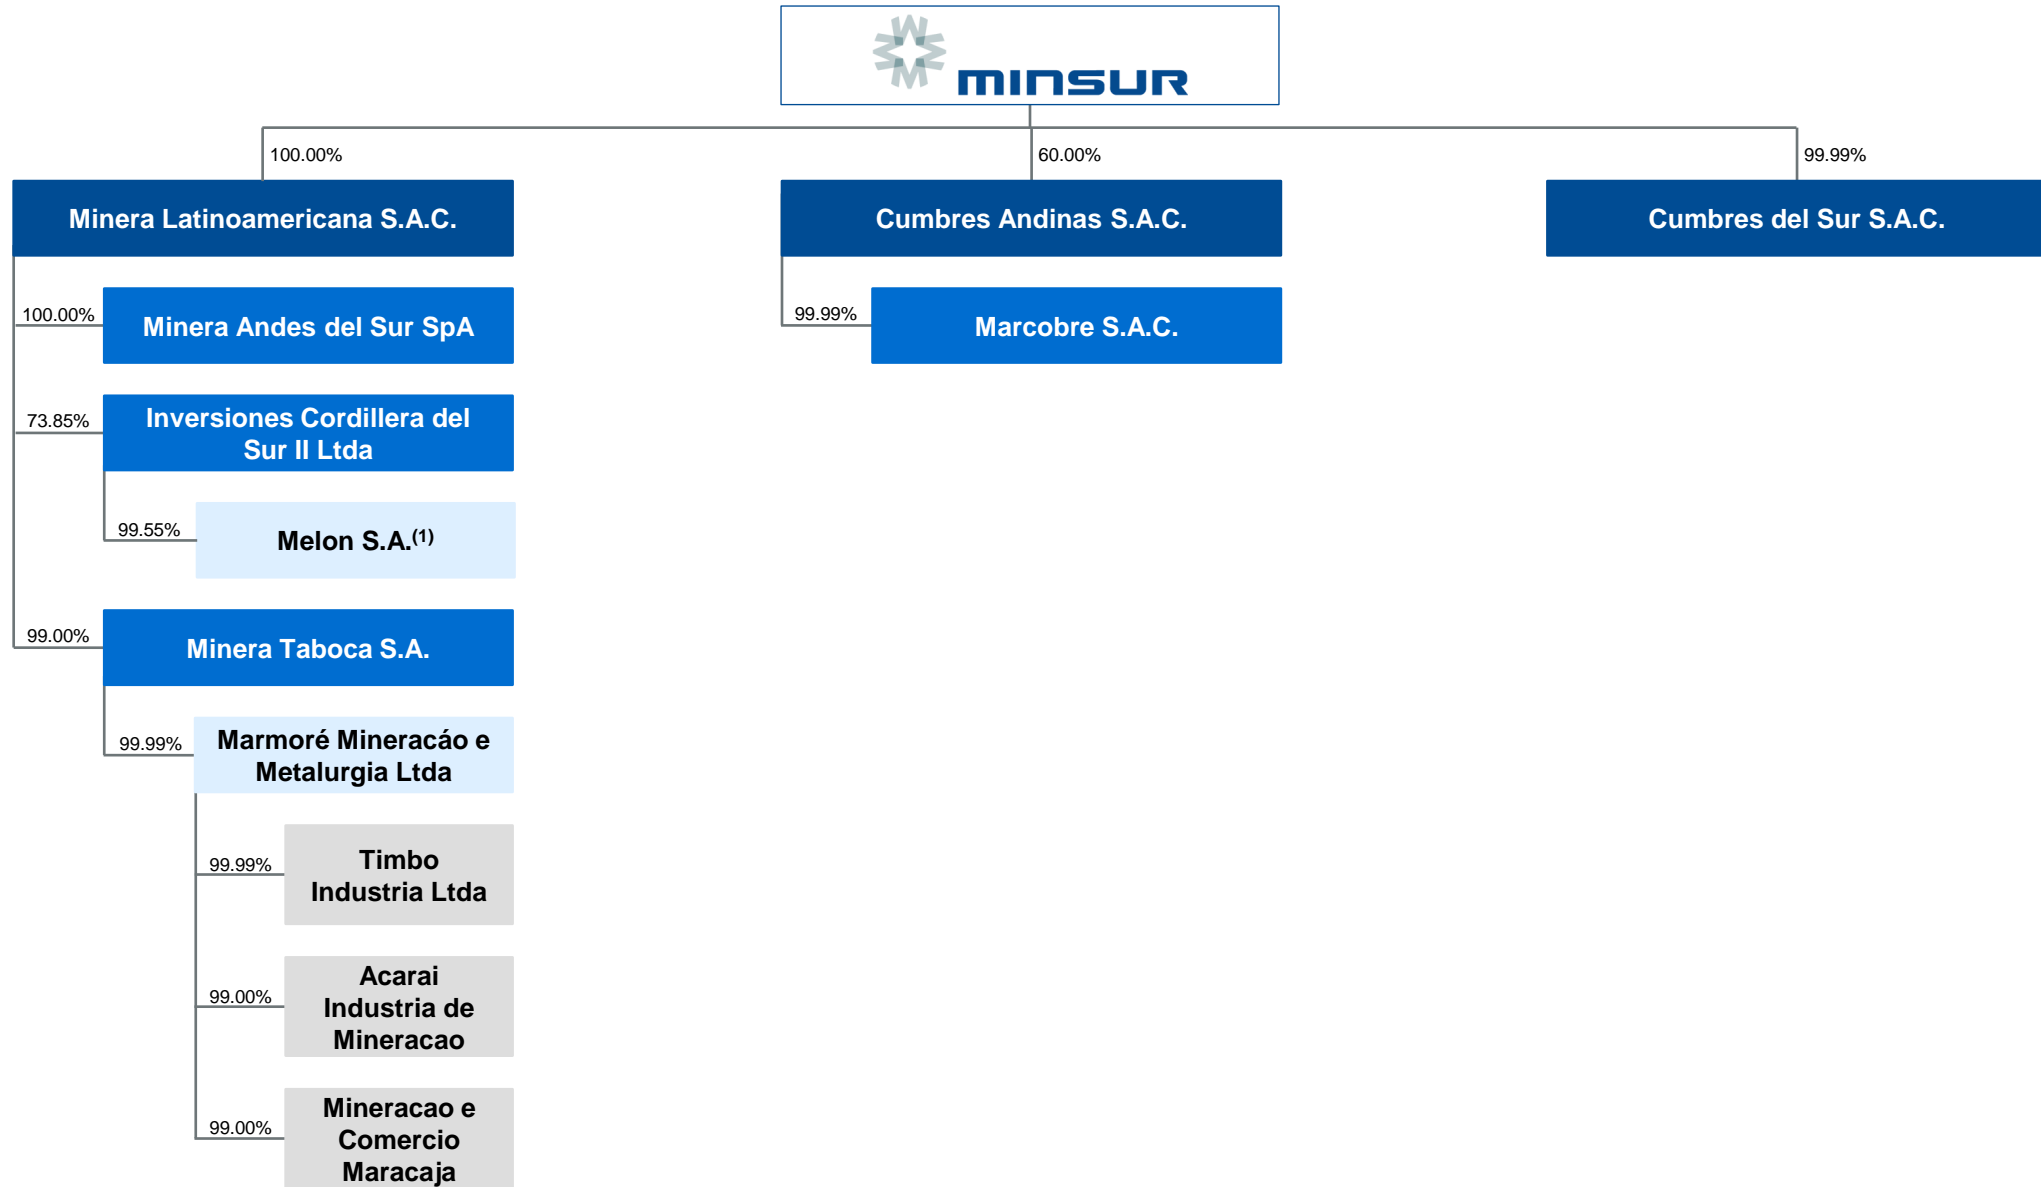 MINSUR
100.00%
60.00%
99.99%
Minera Latinoamericana S.A.C.
Cumbres Andinas S.A.C.
Cumbres del Sur S.A.C.
100.00%
Minera Andes del Sur SpA
99.99%
Marcobre S.A.C.
73.85%
Inversiones Cordillera del
Sur II Ltda
99.55%
Melon S.A.(1)
99.00%
Minera Taboca S.A.
99.99%
Marmoré Mineracáo e
Metalurgia Ltda
99.99%
Timbo
Industria Ltda
99.00%
Acarai
Industria de
Mineracao
99.00%
Mineracao e
Comercio
Maracaja